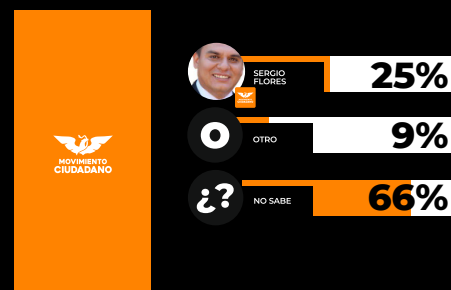 MOVIMIENTO
CIUDADANO
SERGIO
FLORES
25%
O
OTRO
9%
¿?
NO SABE
66%